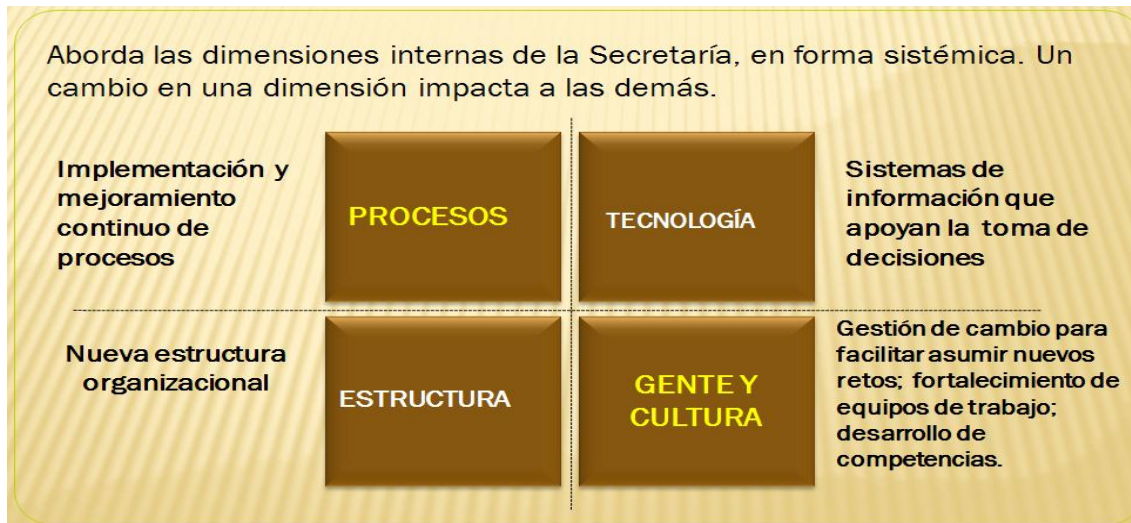 Aborda las dimensiones internas de la Secretaría, en forma sistémica. Un
cambio en una dimensión impacta a las demás.
Implementación y
mejoramiento
continuo de
procesos
PROCESOS
TECNOLOGÍA
Sistemas de
información que
apoyan la toma de
decisiones
Nueva estructura
organizacional
ESTRUCTURA
GENTE Y
CULTURA
Gestión de cambio para
facilitar asumir nuevos
retos; fortalecimiento de
equipos de trabajo;
desarrollo de
competencias.